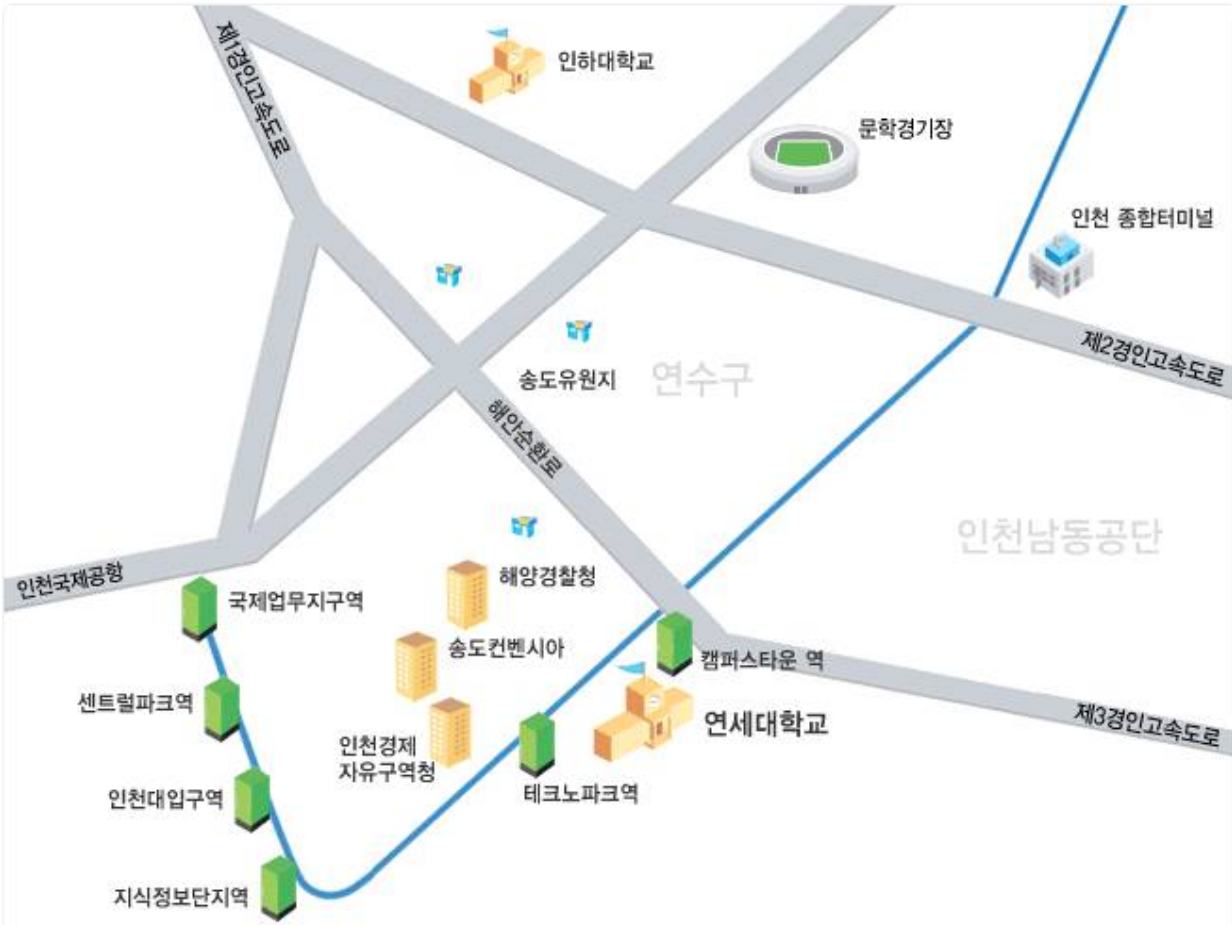 제1경인고속도로
인하대학교
문학경기장
인천 종합터미널
제2경인고속도로
송도유원지
연수구
해안순환로
인천남동공단
인천국제공항
국제업무지구역
해양경찰청
송도컨벤시아
캠퍼스타운 역
센트럴파크역
연세대학교
제3경인고속도로
인천경제
자유구역청
인천대입구역
테크노파크역
지식정보단지역